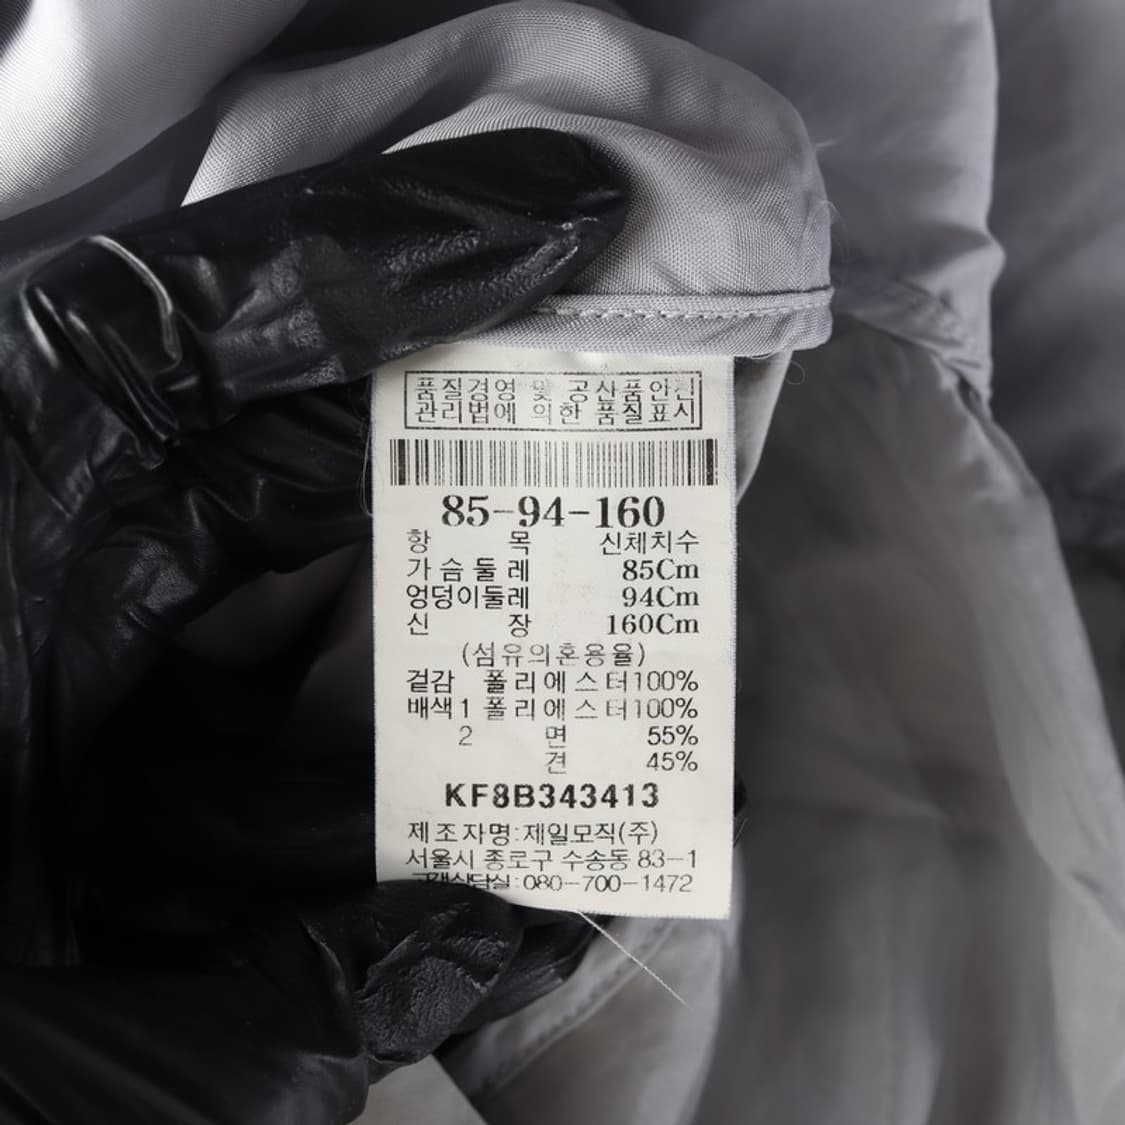 품질경영 및 공산품안전
관리법에 의한 품질표시
85-94-160
항 목 신체치수
가슴둘레 85Cm
엉덩이둘레 94Cm
신 장 160Cm
(섬유의혼용율)
겉감 폴리에스터100%
배색1 폴리에스터100%
2 면 55%
견 45%
KF8B343413
제조자명:제일모직(주)
서울시 종로구 수송동 83-1
고객상담실:080-700-1472